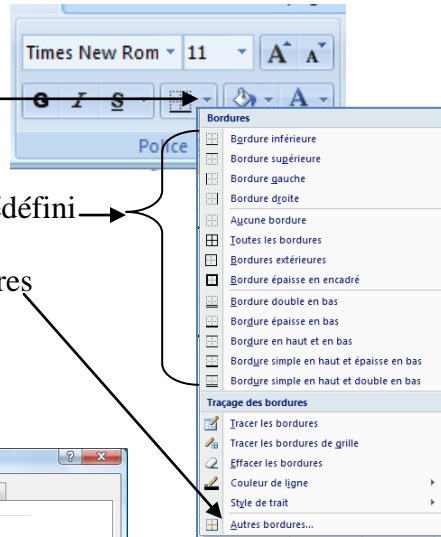 Times New Rom 11 A A
G I S A
Police
Bordures
Bordure inférieure
Bordure supérieure
Bordure gauche
Bordure droite
défini
Aucune bordure
Toutes les bordures
Bordures extérieures
Bordure épaisse en encadré
res
Bordure double en bas
Bordure épaisse en bas
Bordure en haut et en bas
Bordure simple en haut et épaisse en bas
Bordure simple en haut et double en bas
Traçage des bordures
Tracer les bordures
Tracer les bordures de grille
Effacer les bordures
Couleur de ligne
Style de trait
Autres bordures...